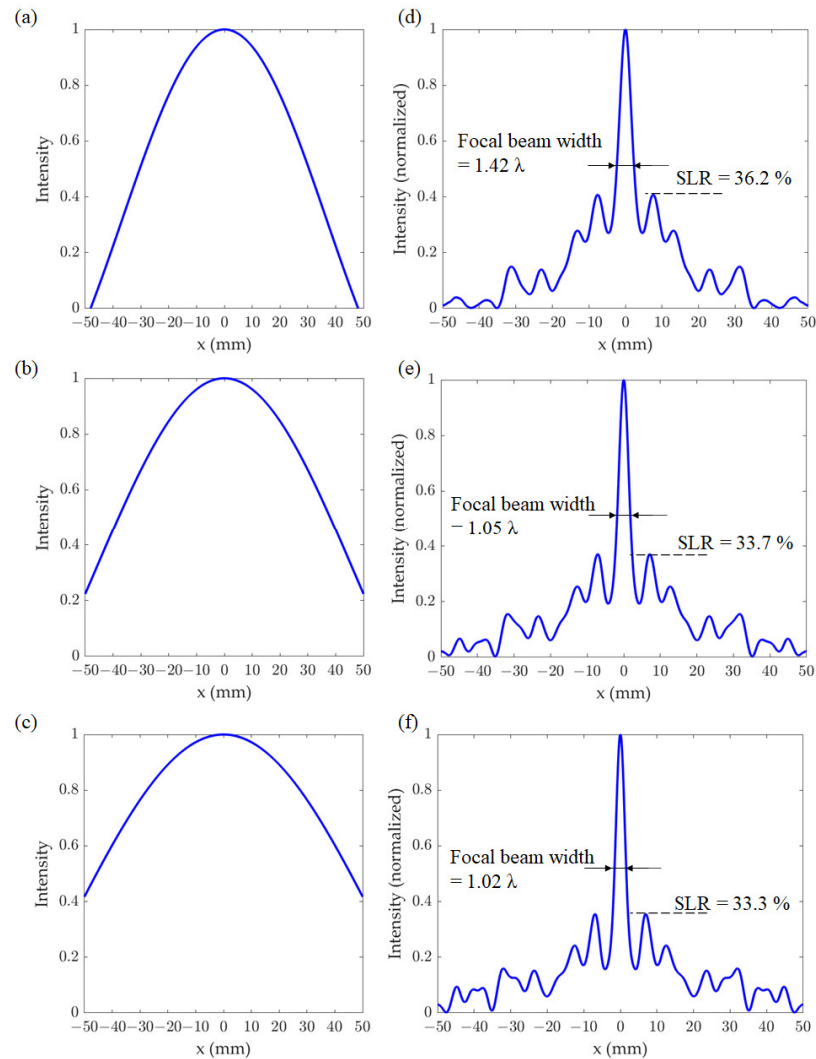 (a)
1
0.8
0.6
0.4
0.2
0
Intensity
−50−40−30−20−10 0 10 20 30 40 50
x (mm)
(d)
1
0.8
0.6
0.4
0.2
0
Intensity (normalized)
Focal beam width
= 1.42 λ
SLR = 36.2 %
−50 −40 −30 −20 −10 0 10 20 30 40 50
x (mm)
(b)
1
0.8
0.6
0.4
0.2
0
Intensity
−50−40−30−20−10 0 10 20 30 40 50
x (mm)
(e)
1
0.8
0.6
0.4
0.2
0
Intensity (normalized)
Focal beam width
= 1.05 λ
SLR = 33.7 %
−50 −40 −30 −20 −10 0 10 20 30 40 50
x (mm)
(c)
1
0.8
0.6
0.4
0.2
0
Intensity
−50−40−30−20−10 0 10 20 30 40 50
x (mm)
(f)
1
0.8
0.6
0.4
0.2
0
Intensity (normalized)
Focal beam width
= 1.02 λ
SLR = 33.3 %
−50 −40 −30 −20 −10 0 10 20 30 40 50
x (mm)